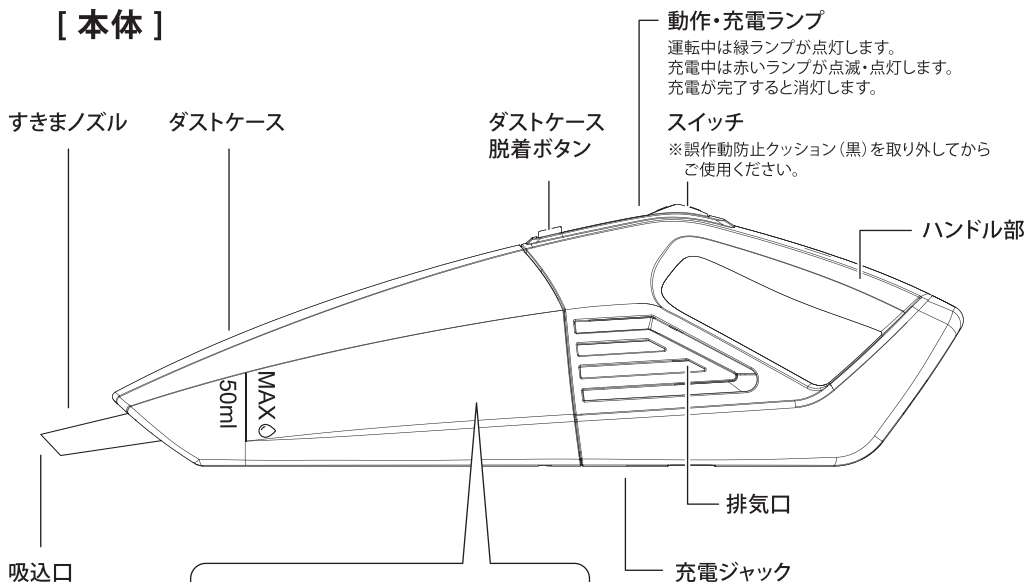 [ 本体 ]
動作・充電ランプ
運転中は緑ランプが点灯します。
充電中は赤いランプが点滅・点灯します。
充電が完了すると消灯します。
すきまノズル
ダストケース
ダストケース
脱着ボタン
スイッチ
※誤作動防止クッション（黒）を取り外してから
ご使用ください。
ハンドル部
MAX
50ml
排気口
吸込口
充電ジャック